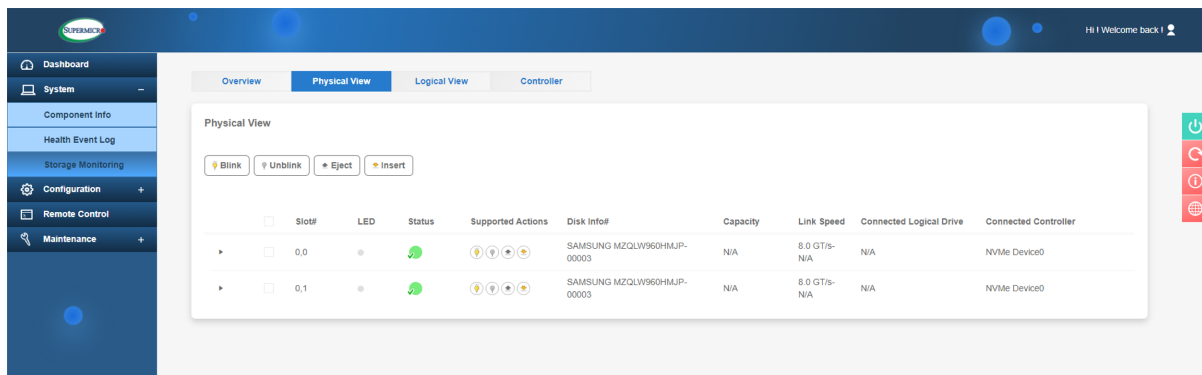 SUPERMICR
Hi ! Welcome back !
Dashboard
System −
Component Info
Health Event Log
Storage Monitoring
Configuration +
Remote Control
Maintenance +
Overview Physical View Logical View Controller
Physical View
Blink Unblink Eject Insert
Slot# LED Status Supported Actions Disk Info# Capacity Link Speed Connected Logical Drive Connected Controller
0,0 SAMSUNG MZQLW960HMJP-00003 N/A 8.0 GT/s-N/A N/A NVMe Device0
0,1 SAMSUNG MZQLW960HMJP-00003 N/A 8.0 GT/s-N/A N/A NVMe Device0